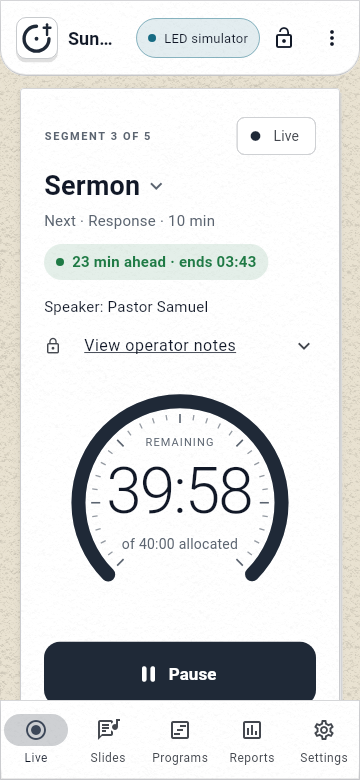 Sun...
LED simulator
SEGMENT 3 OF 5
Live
Sermon
Next · Response · 10 min
23 min ahead · ends 03:43
Speaker: Pastor Samuel
View operator notes
REMAINING
39:58
of 40:00 allocated
Pause
Live
Slides
Programs
Reports
Settings